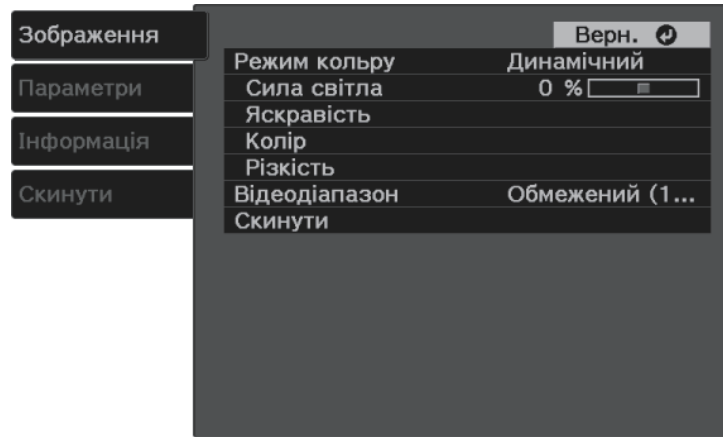 Зображення
Параметри
Інформація
Скинути
Верн.
Режим кольру Динамічний
Сила світла 0 %
Яскравість
Колір
Різкість
Відеодіапазон Обмежений (1...
Скинути